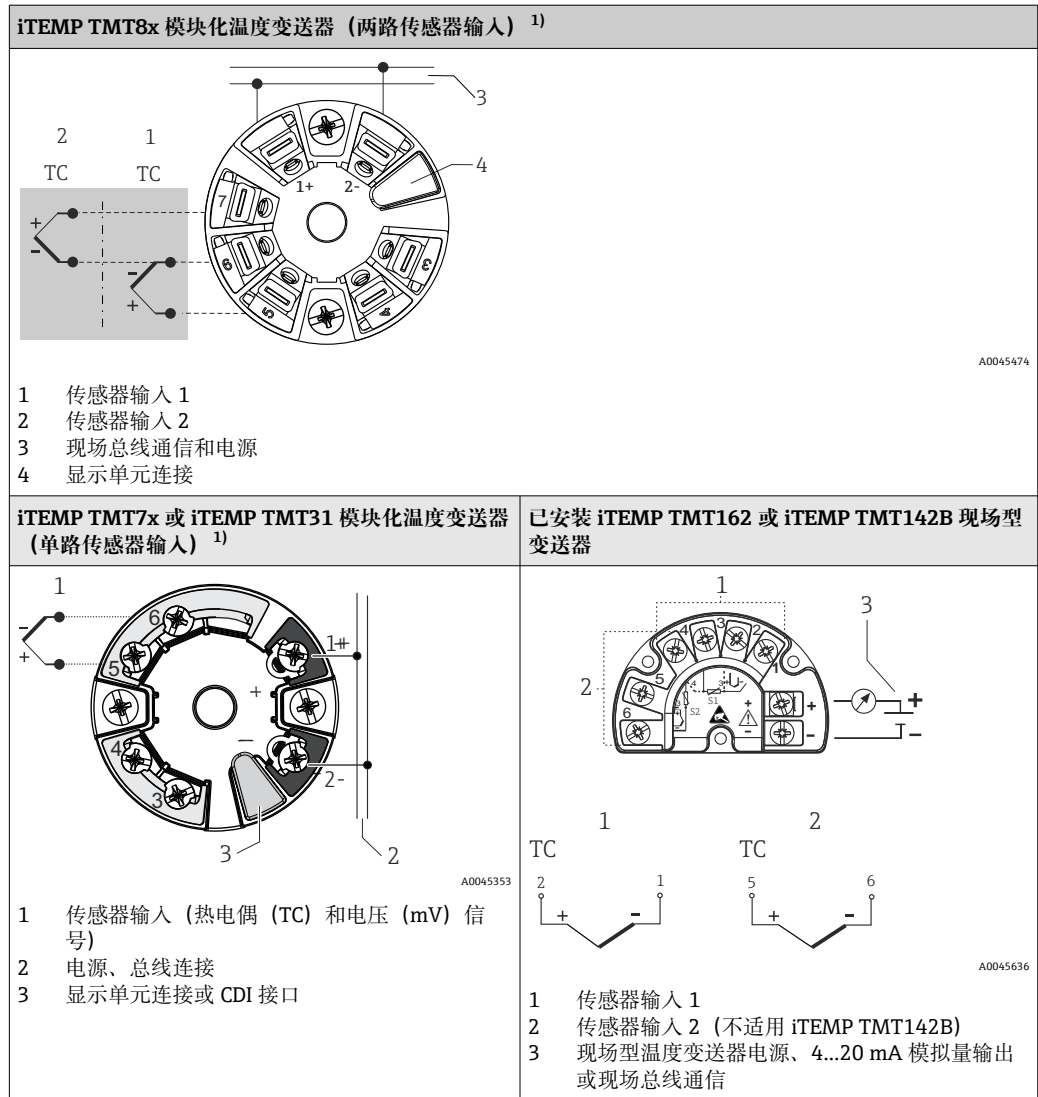 iTEMP TMT8x 模块化温度变送器（两路传感器输入） 1)
3
2 1
4
TC TC
1+ 2-
7
+
-
6
3
-
+
5
4
A0045474
1 传感器输入 1
2 传感器输入 2
3 现场总线通信和电源
4 显示单元连接
iTEMP TMT7x 或 iTEMP TMT31 模块化温度变送器
（单路传感器输入） 1)
1
6
-
1+
+
5
+
4
-
2-
3
3
2
A0045353
1 传感器输入（热电偶（TC）和电压（mV）信
号）
2 电源、总线连接
3 显示单元连接或 CDI 接口
已安装 iTEMP TMT162 或 iTEMP TMT142B 现场型
变送器
1
3
4 3 2
5 1
2
6
4 3
S1
S2
+
-
+
-
+
-
1 2
TC TC
2 1 5 6
+ - + -
A0045636
1 传感器输入 1
2 传感器输入 2（不适用 iTEMP TMT142B）
3 现场型温度变送器电源、4...20 mA 模拟量输出
或现场总线通信